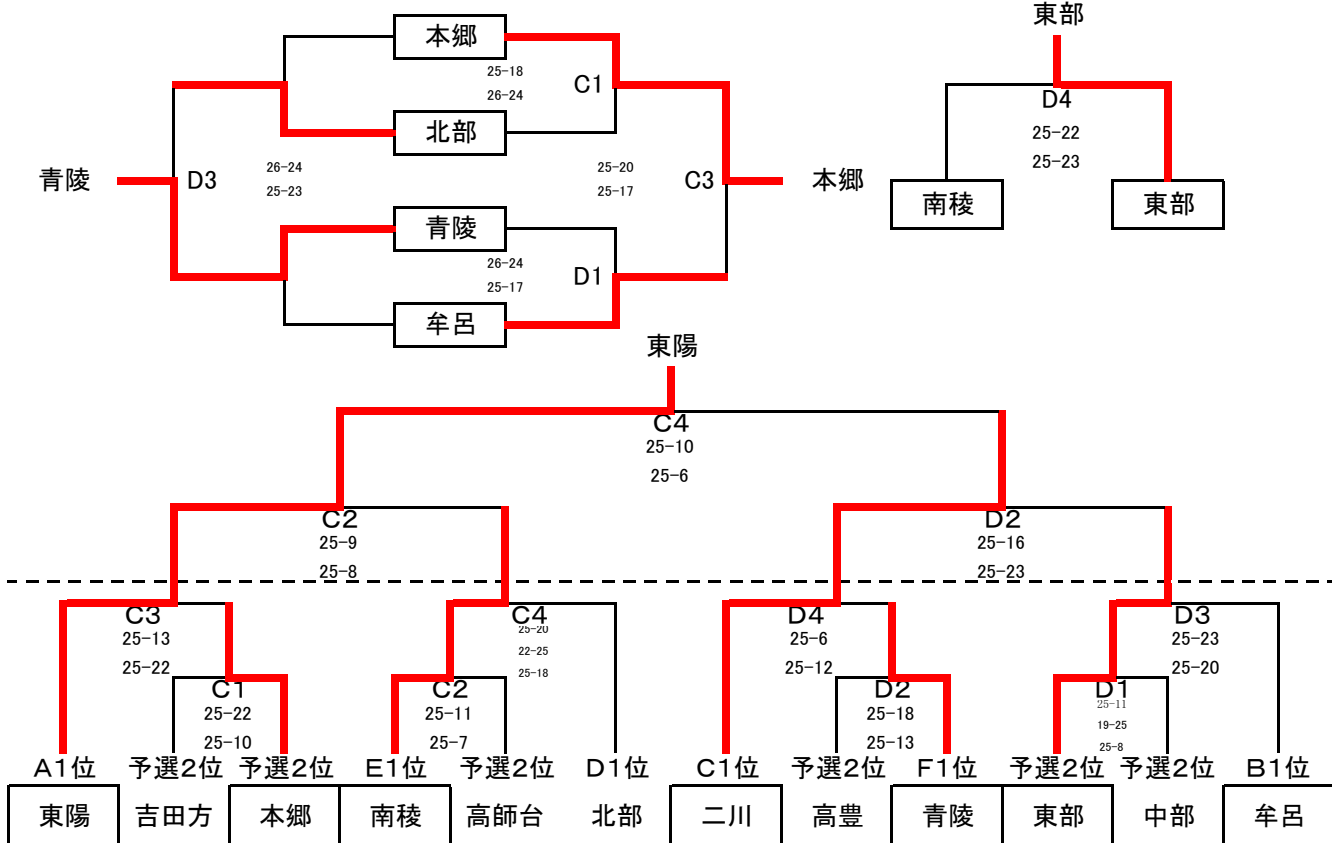 東部
本郷
25-18
26-24
C1
北部
D4
25-22
25-23
青陵
D3
26-24
25-23
25-20
25-17
C3
本郷
南稜
東部
青陵
26-24
25-17
D1
牟呂
東陽
C4
25-10
25-6
C2
25-9
25-8
D2
25-16
25-23
C3
25-13
25-22
C4
25-20
22-25
25-18
D4
25-6
25-12
D3
25-23
25-20
C1
25-22
25-10
C2
25-11
25-7
D2
25-18
25-13
D1
25-11
19-25
25-8
A1位 予選2位 予選2位 E1位 予選2位 D1位 C1位 予選2位 F1位 予選2位 予選2位 B1位
東陽 吉田方 本郷 南稜 高師台 北部 二川 高豊 青陵 東部 中部 牟呂